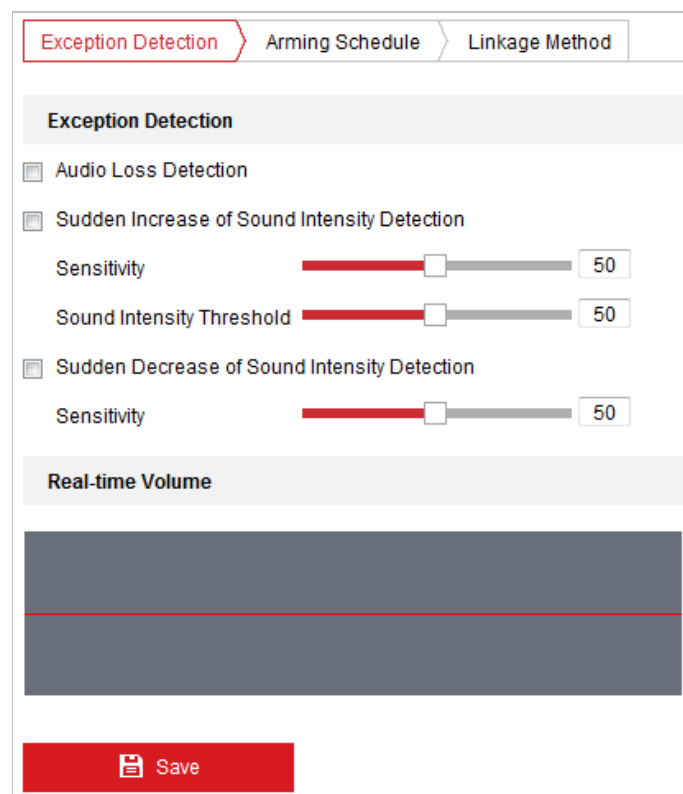 Exception Detection Arming Schedule Linkage Method
Exception Detection
Audio Loss Detection
Sudden Increase of Sound Intensity Detection
Sensitivity 50
Sound Intensity Threshold 50
Sudden Decrease of Sound Intensity Detection
Sensitivity 50
Real-time Volume
Save